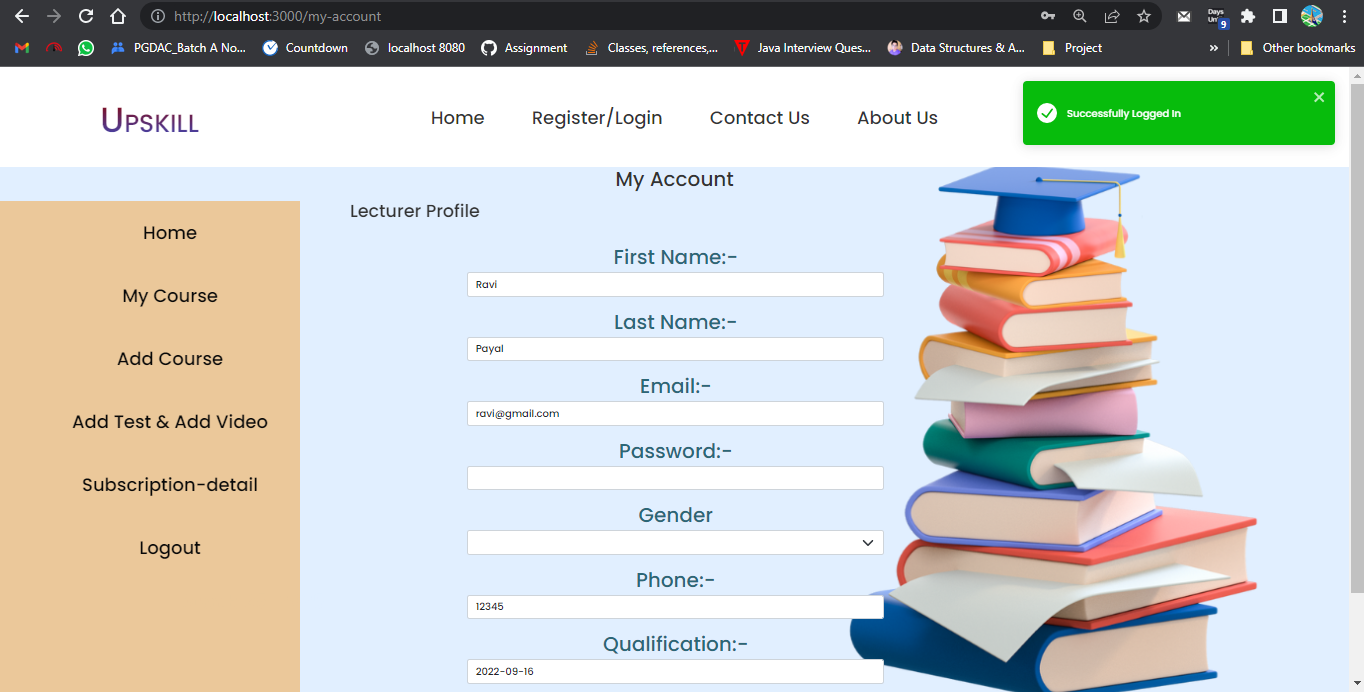 http://localhost:3000/my-account
Days
Unt
9
PGDAC_Batch A No...
Countdown
localhost 8080
Assignment
Classes, references,...
Java Interview Ques...
Data Structures & A...
Project
»
Other bookmarks
UPSKILL
Home
Register/Login
Contact Us
About Us
Successfully Logged In
My Account
Lecturer Profile
Home
My Course
Add Course
Add Test & Add Video
Subscription-detail
Logout
First Name:-
Ravi
Last Name:-
Payal
Email:-
ravi@gmail.com
Password:-
Gender
Phone:-
12345
Qualification:-
2022-09-16